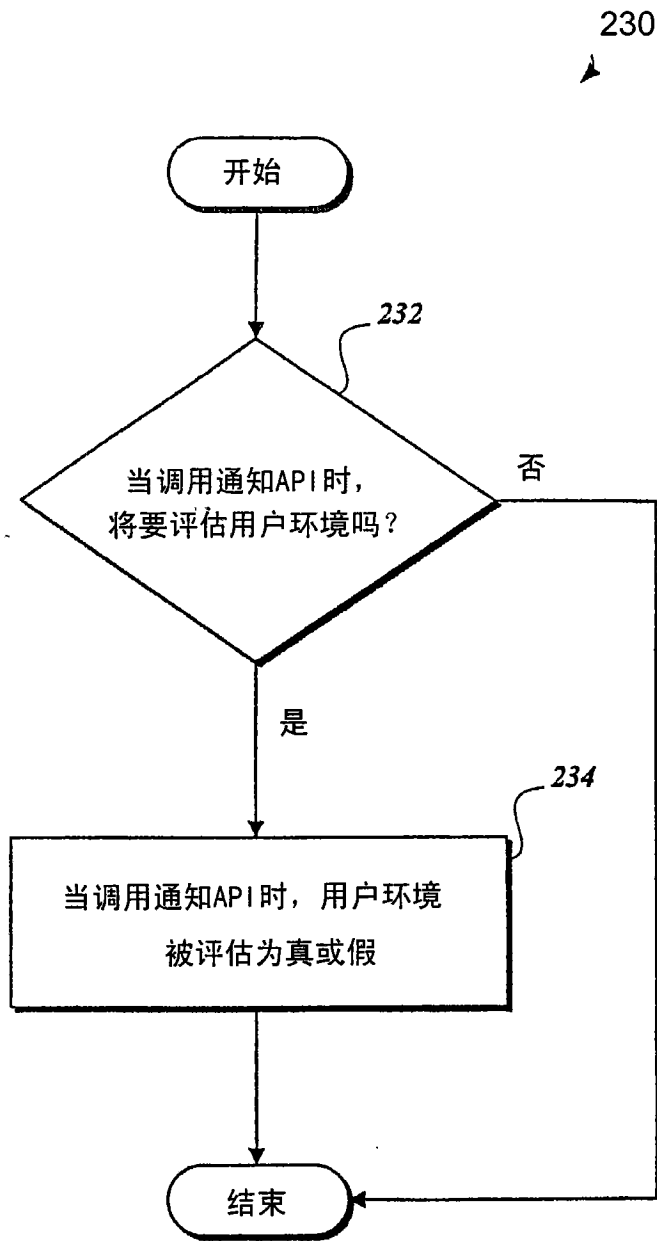 230
开始
232
当调用通知API时，
将要评估用户环境吗？
否
是
234
当调用通知API时，用户环境
被评估为真或假
结束